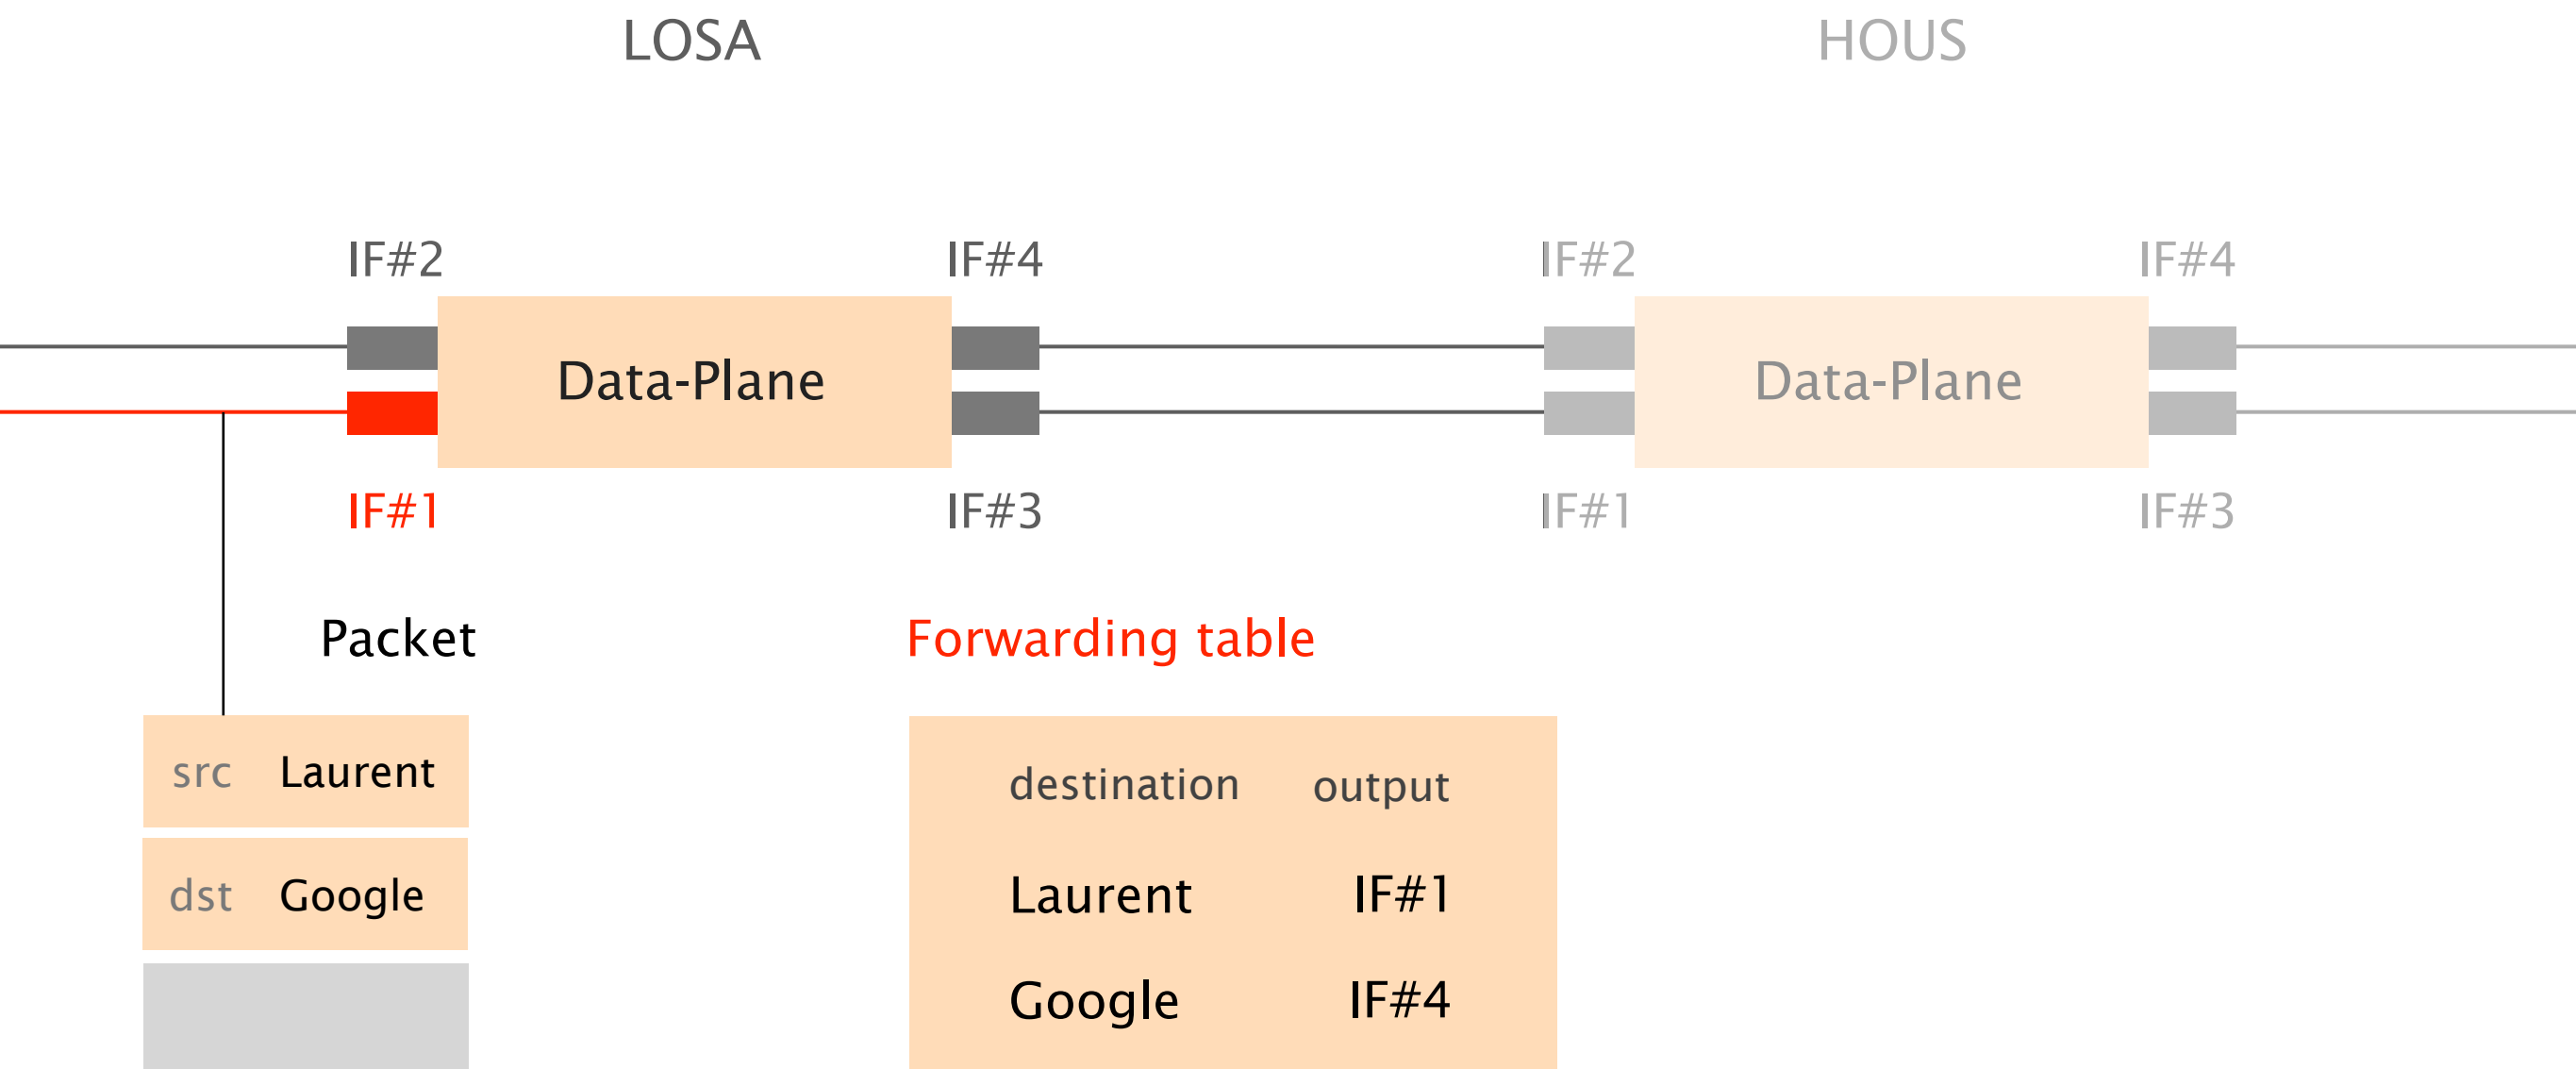 LOSA
HOUS
IF#2
IF#4
IF#2
IF#4
Data-Plane
Data-Plane
IF#1
IF#3
IF#1
IF#3
Packet
Forwarding table
src Laurent
dst Google
destination output
Laurent IF#1
Google IF#4